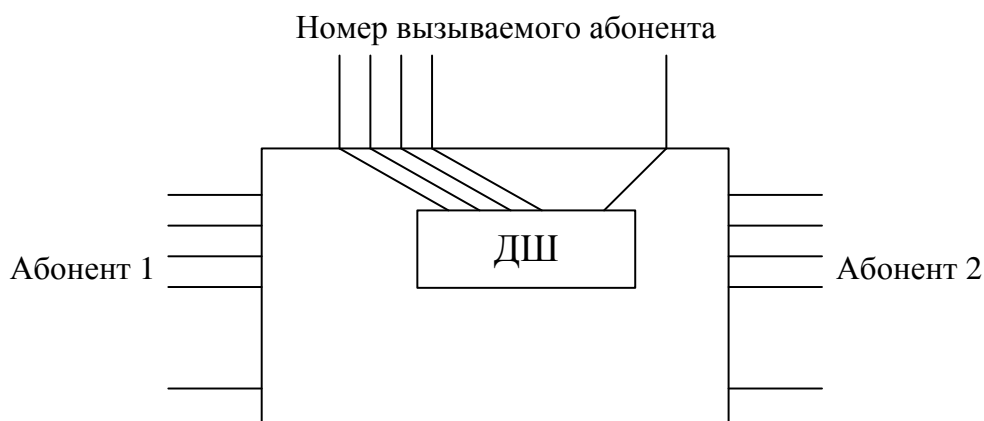 Номер вызываемого абонента
ДШ
Абонент 1
Абонент 2